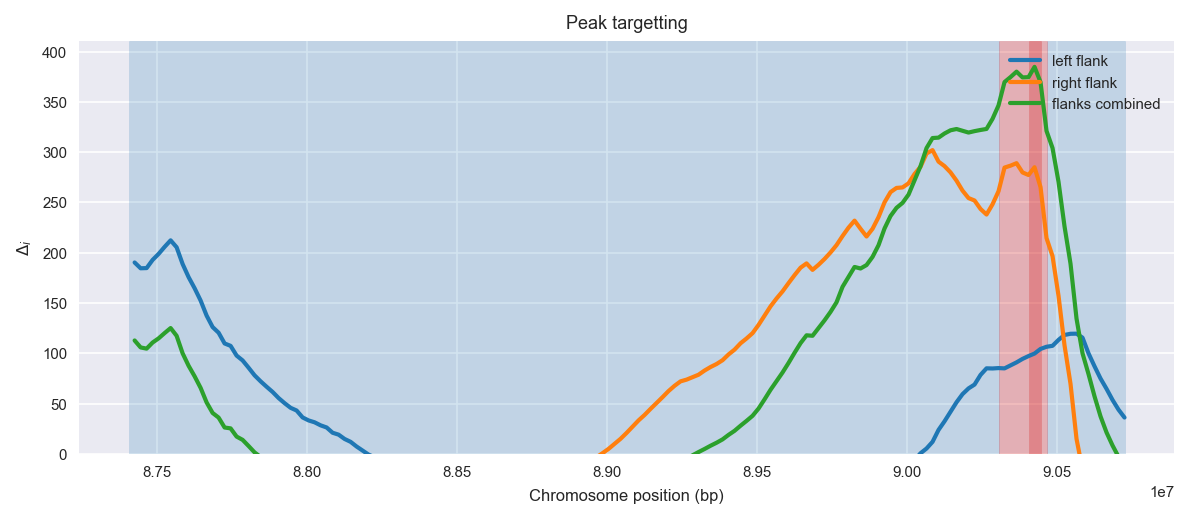 Peak targetting
400
350
300
250
200
150
100
50
0
Δi
left flank
right flank
flanks combined
8.75
8.80
8.85
8.90
8.95
9.00
9.05
1e7
Chromosome position (bp)